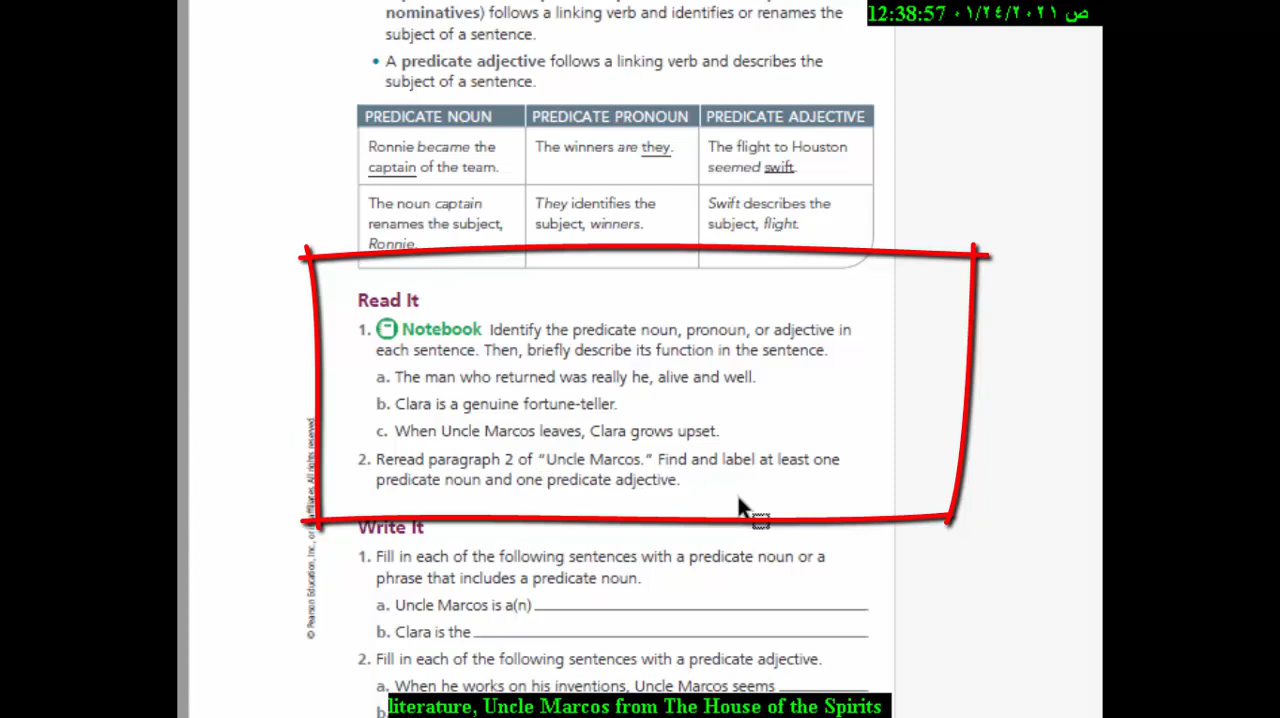 nominatives) follows a linking verb and identifies or renames the
subject of a sentence.
• A predicate adjective follows a linking verb and describes the
subject of a sentence.
PREDICATE NOUN PREDICATE PRONOUN PREDICATE ADJECTIVE
Ronnie became the
captain of the team.
The winners are they.
The flight to Houston
seemed swift.
The noun captain
renames the subject,
Ronnie.
They identifies the
subject, winners.
Swift describes the
subject, flight.
Read It
1. Notebook Identify the predicate noun, pronoun, or adjective in
each sentence. Then, briefly describe its function in the sentence.
a. The man who returned was really he, alive and well.
b. Clara is a genuine fortune-teller.
c. When Uncle Marcos leaves, Clara grows upset.
2. Reread paragraph 2 of “Uncle Marcos.” Find and label at least one
predicate noun and one predicate adjective.
Write It
1. Fill in each of the following sentences with a predicate noun or a
phrase that includes a predicate noun.
a. Uncle Marcos is a(n)
b. Clara is the
2. Fill in each of the following sentences with a predicate adjective.
a. When he works on his inventions, Uncle Marcos seems
b.
© Pearson Education, Inc., or its affiliates. All rights reserved.
12:38:57 ٠١/٢٤/٢٠٢١ ص
literature, Uncle Marcos from The House of the Spirits